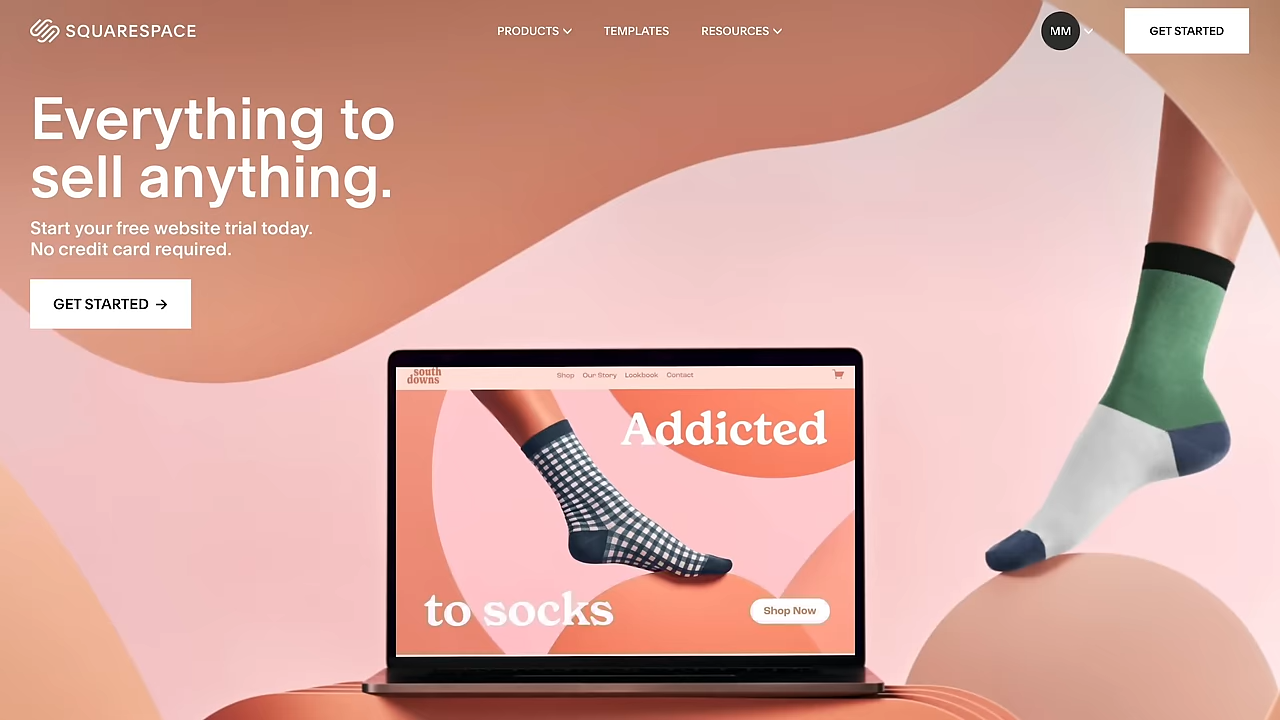 SQUARESPACE
PRODUCTS
TEMPLATES
RESOURCES
MM
GET STARTED
Everything to
sell anything.
Start your free website trial today.
No credit card required.
GET STARTED →
south
downs
Shop
Our Story
Lookbook
Contact
Addicted
to socks
Shop Now